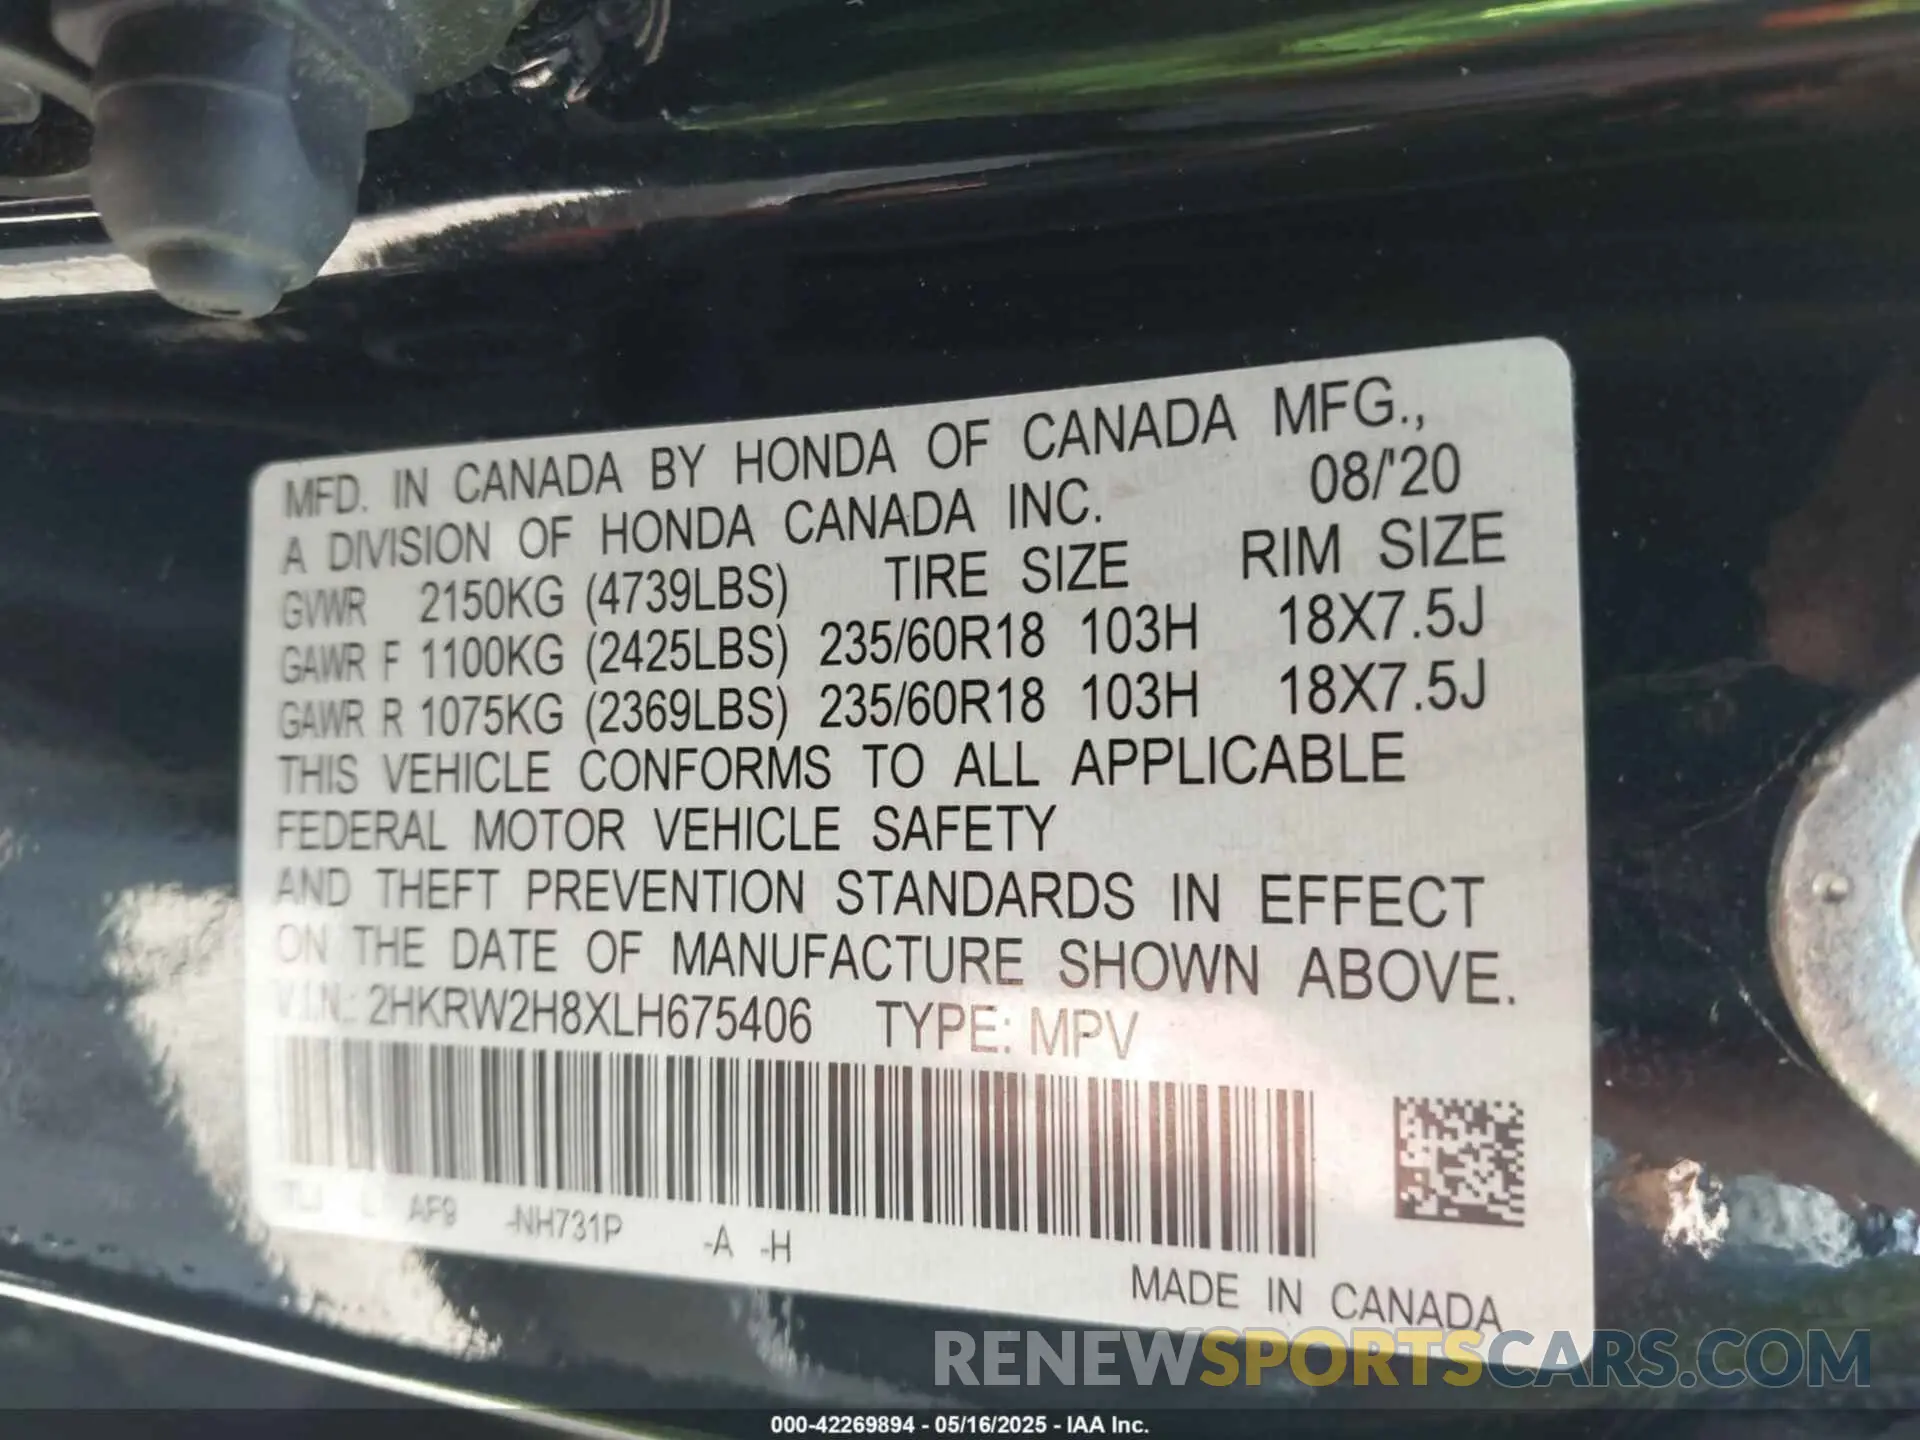 MFD. IN CANADA BY HONDA OF CANADA MFG.,
A DIVISION OF HONDA CANADA INC. 08/'20
GVWR 2150KG (4739LBS) TIRE SIZE RIM SIZE
GAWR F 1100KG (2425LBS) 235/60R18 103H 18X7.5J
GAWR R 1075KG (2369LBS) 235/60R18 103H 18X7.5J
THIS VEHICLE CONFORMS TO ALL APPLICABLE
FEDERAL MOTOR VEHICLE SAFETY
AND THEFT PREVENTION STANDARDS IN EFFECT
ON THE DATE OF MANUFACTURE SHOWN ABOVE.
V.I.N.: 2HKRW2H8XLH675406 TYPE: MPV
AF9 -NH731P -A -H
MADE IN CANADA
RENEWSPORTSCARS.COM
000-42269894 - 05/16/2025 - IAA Inc.